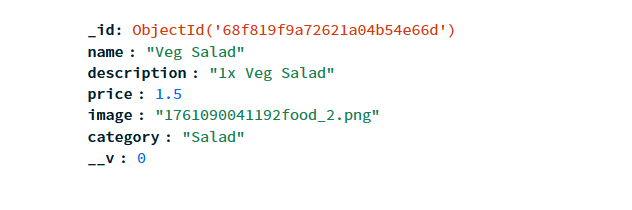 _id: ObjectId('68f819f9a72621a04b54e66d')
name : "Veg Salad"
description : "1x Veg Salad"
price : 1.5
image : "1761090041192food_2.png"
category : "Salad"
__v : 0